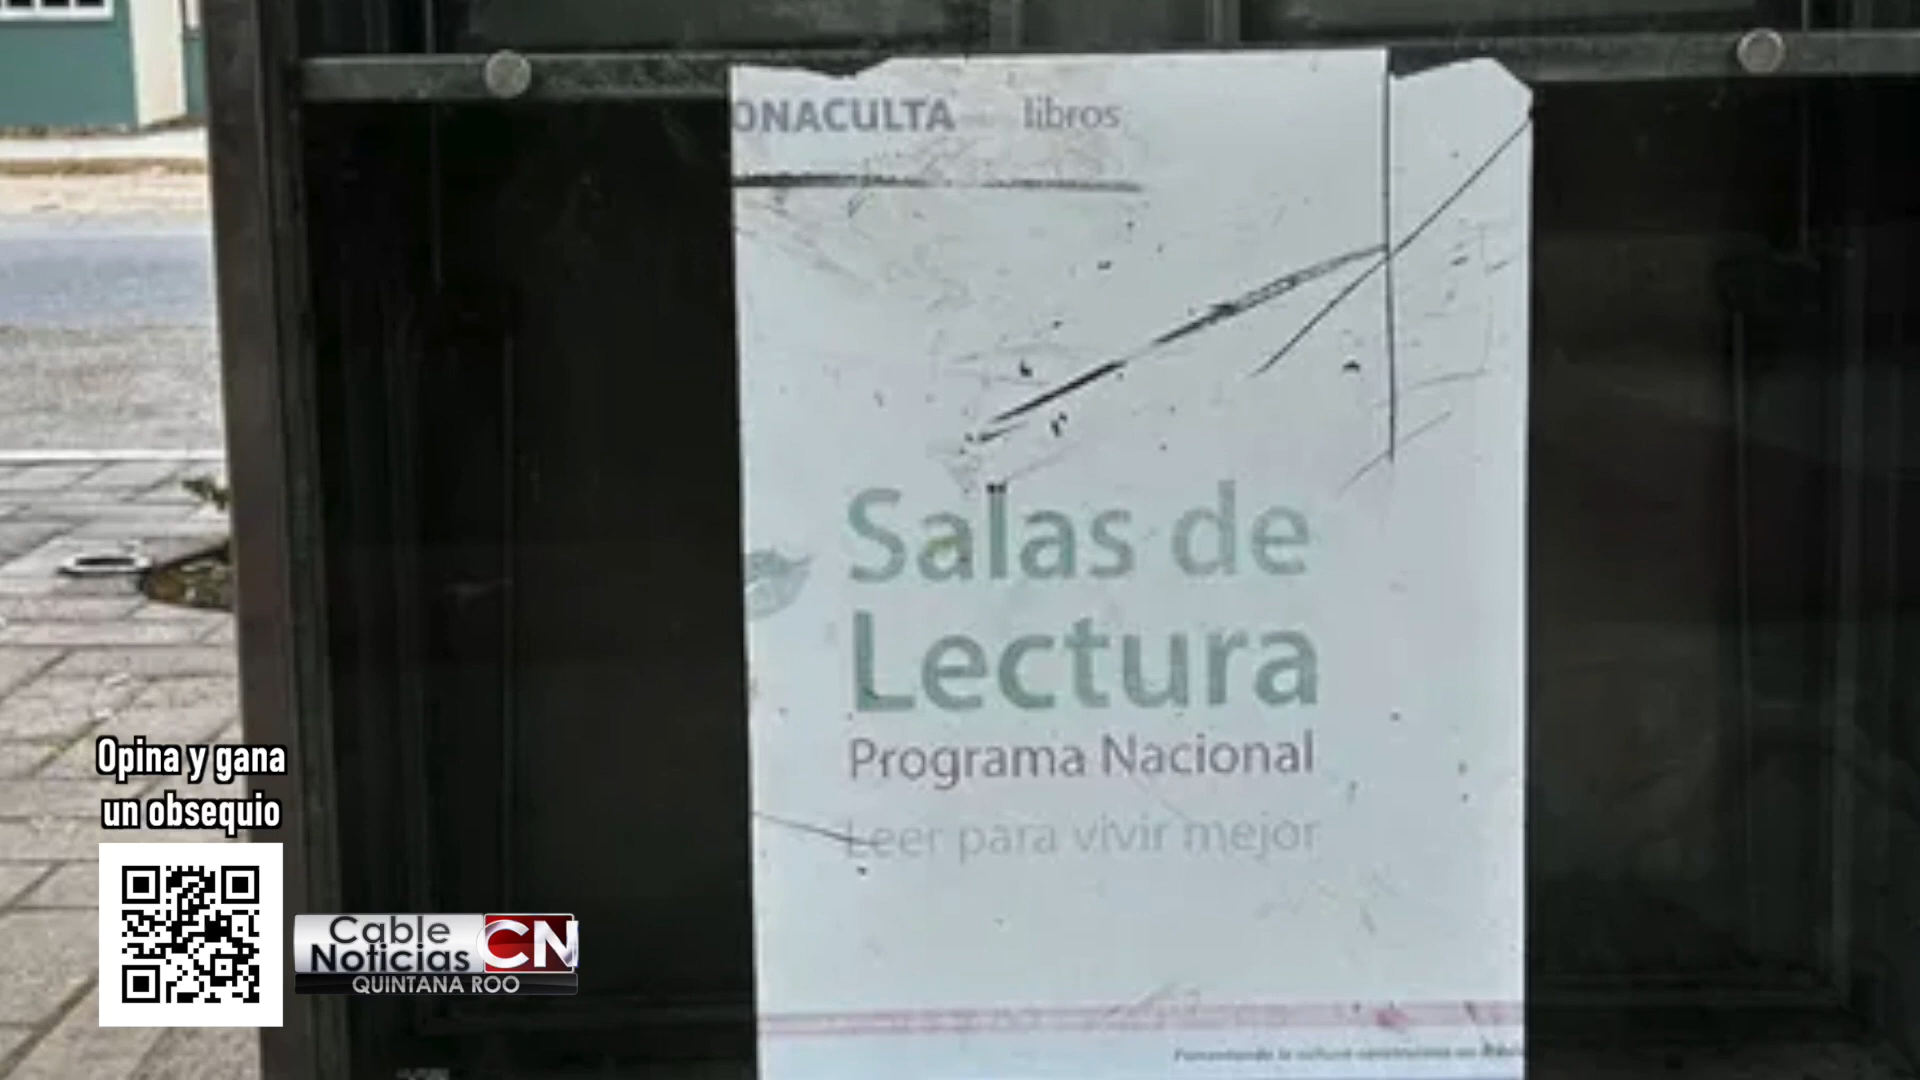 ONACULTA libros
Salas de
Lectura
Programa Nacional
Leer para vivir mejor
Opina y gana
un obsequio
Cable
Noticias CN
QUINTANA ROO